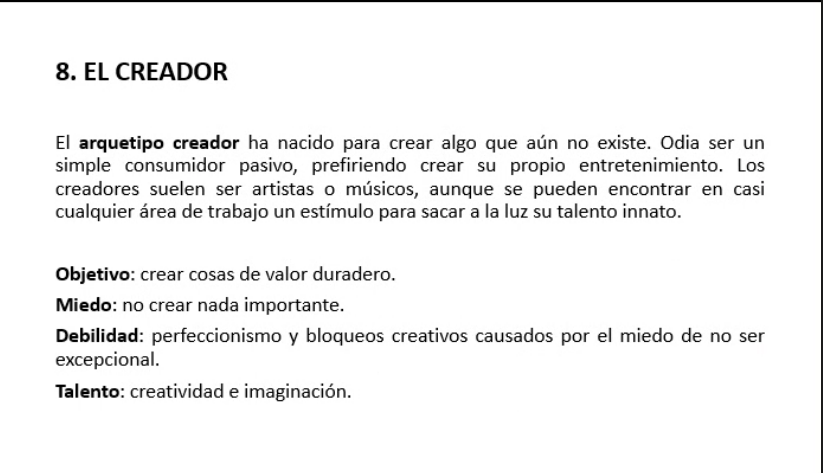 8. EL CREADOR
El arquetipo creador ha nacido para crear algo que aún no existe. Odia ser un
simple consumidor pasivo, prefiriendo crear su propio entretenimiento. Los
creadores suelen ser artistas o músicos, aunque se pueden encontrar en casi
cualquier área de trabajo un estímulo para sacar a la luz su talento innato.
Objetivo: crear cosas de valor duradero.
Miedo: no crear nada importante.
Debilidad: perfeccionismo y bloqueos creativos causados por el miedo de no ser
excepcional.
Talento: creatividad e imaginación.